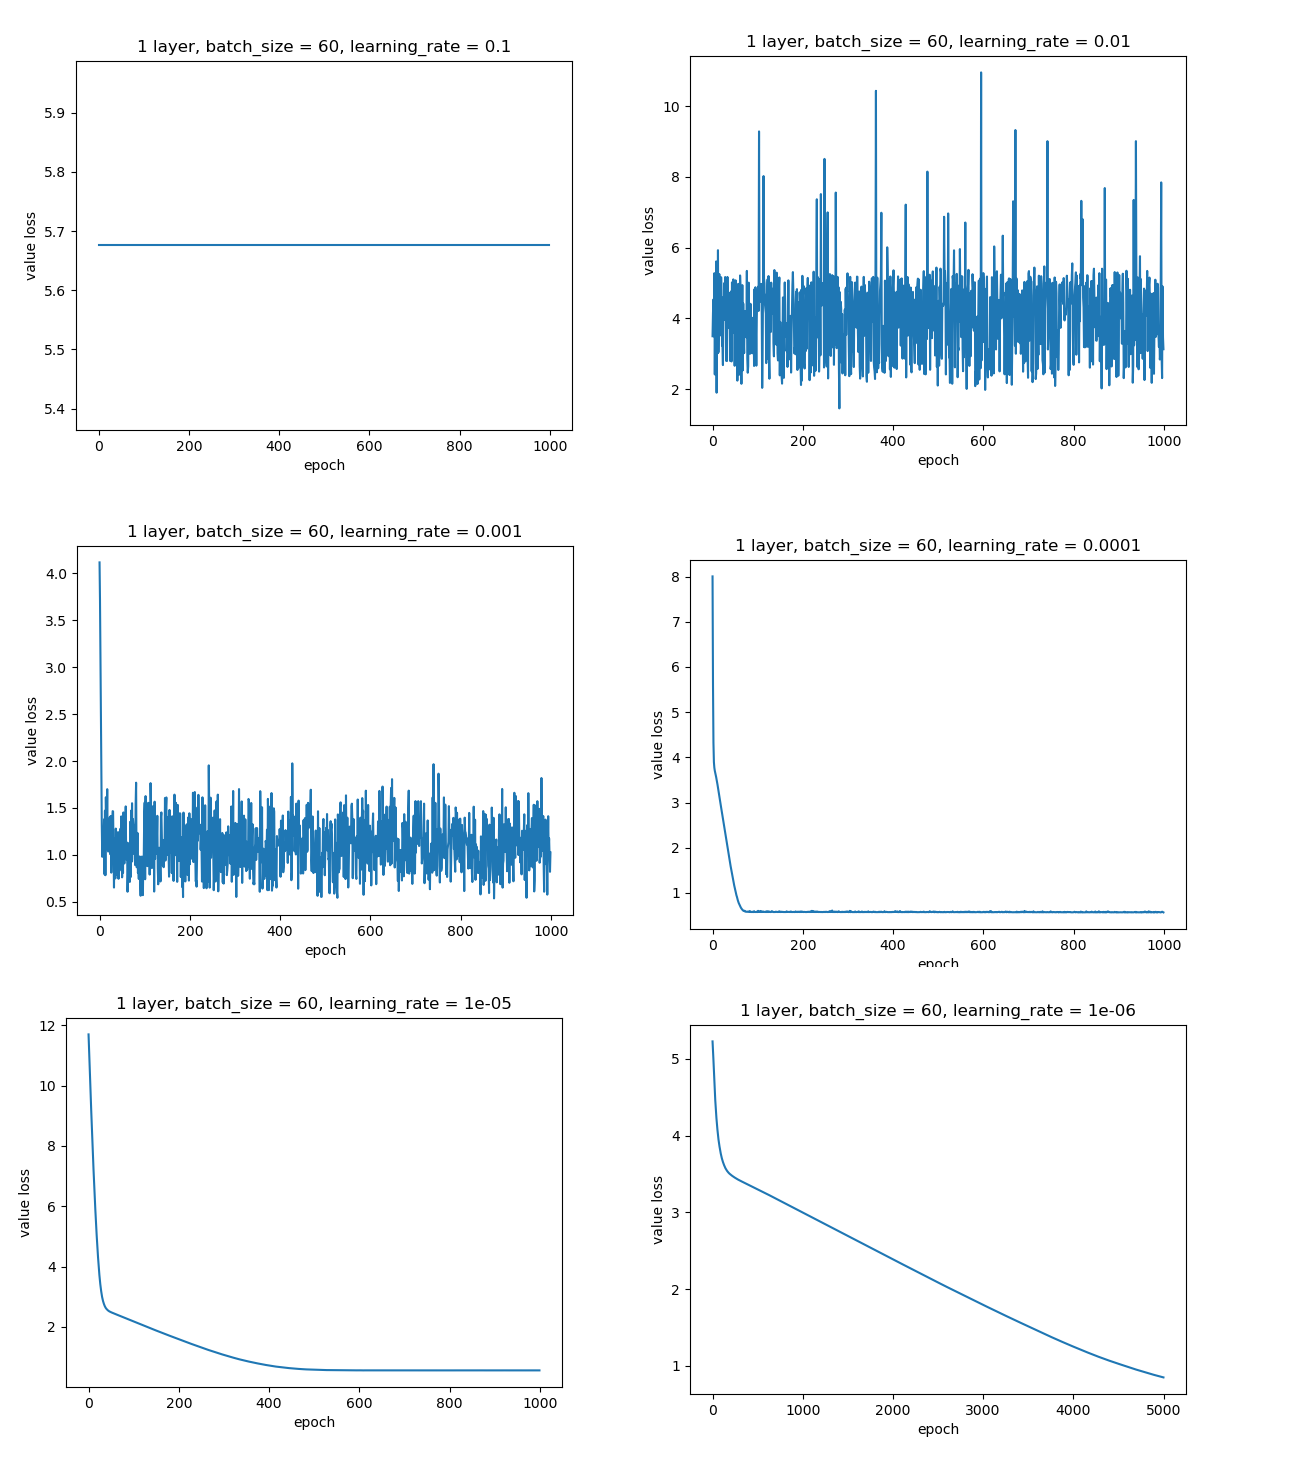 1 layer, batch_size = 60, learning_rate = 0.1
5.9
5.8
5.7
5.6
5.5
5.4
value loss
0 200 400 600 800 1000
epoch
1 layer, batch_size = 60, learning_rate = 0.01
10
8
6
4
2
value loss
0 200 400 600 800 1000
epoch
1 layer, batch_size = 60, learning_rate = 0.001
4.0
3.5
3.0
2.5
2.0
1.5
1.0
0.5
value loss
0 200 400 600 800 1000
epoch
1 layer, batch_size = 60, learning_rate = 0.0001
8
7
6
5
4
3
2
1
value loss
0 200 400 600 800 1000
epoch
1 layer, batch_size = 60, learning_rate = 1e-05
12
10
8
6
4
2
value loss
0 200 400 600 800 1000
epoch
1 layer, batch_size = 60, learning_rate = 1e-06
5
4
3
2
1
value loss
0 1000 2000 3000 4000 5000
epoch